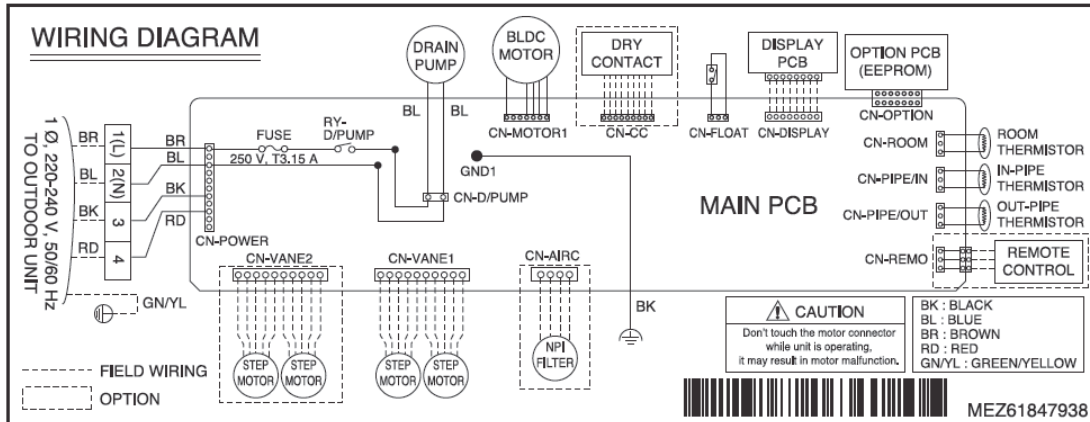 WIRING DIAGRAM
DRAIN
PUMP
BLDC
MOTOR
DRY
CONTACT
DISPLAY
PCB
OPTION PCB
(EEPROM)
BL
BL
CN-MOTOR1
CN-CC
CN-FLOAT
CN-DISPLAY
CN-OPTION
1 Ø, 220-240 V, 50/60 Hz
TO OUTDOOR UNIT
BR
BL
BK
RD
1(L)
2(N)
3
4
BR
BL
BK
RD
FUSE
250 V, T3.15 A
RY-
D/PUMP
GND1
CN-D/PUMP
CN-POWER
MAIN PCB
CN-ROOM
ROOM
THERMISTOR
CN-PIPE/IN
IN-PIPE
THERMISTOR
CN-PIPE/OUT
OUT-PIPE
THERMISTOR
CN-REMO
REMOTE
CONTROL
CN-VANE2
CN-VANE1
CN-AIRC
GN/YL
BK
STEP
MOTOR
STEP
MOTOR
STEP
MOTOR
STEP
MOTOR
NPI
FILTER
FIELD WIRING
OPTION
CAUTION
Don't touch the motor connector
while unit is operating,
it may result in motor malfunction.
BK : BLACK
BL : BLUE
BR : BROWN
RD : RED
GN/YL : GREEN/YELLOW
MEZ61847938